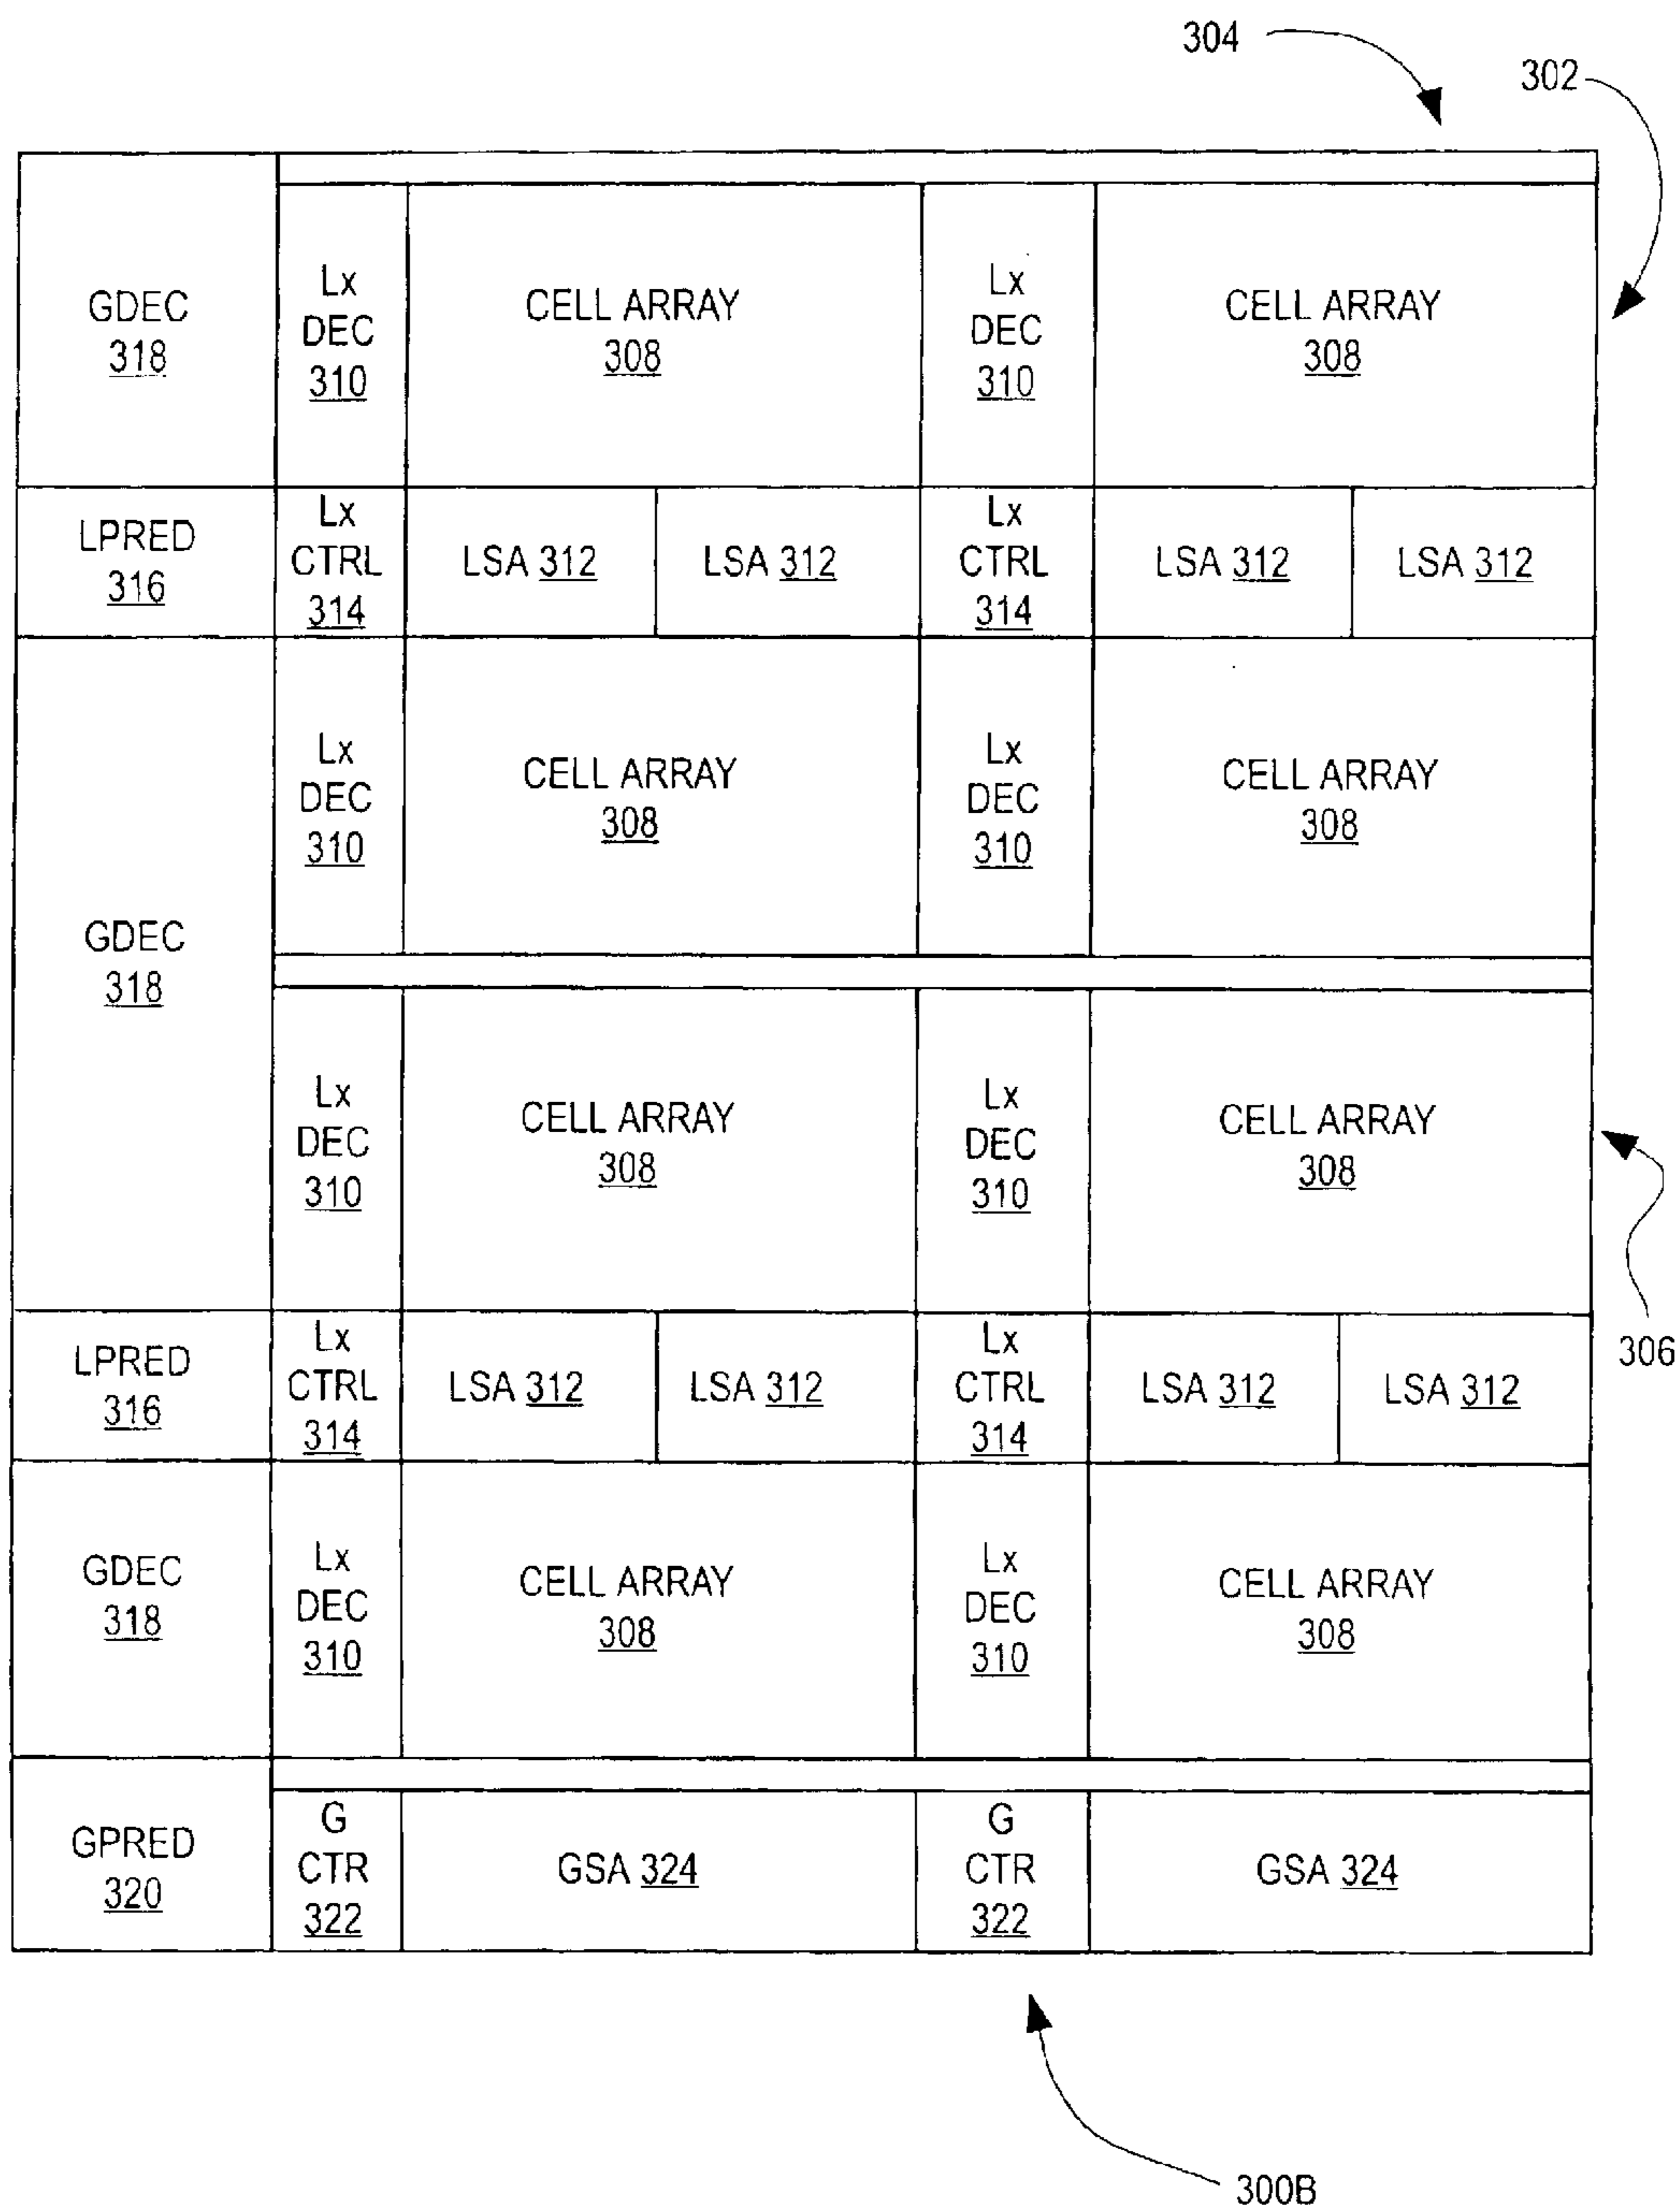 304
302
GDEC
318
Lx
DEC
310
CELL ARRAY
308
Lx
DEC
310
CELL ARRAY
308
LPRED
316
Lx
CTRL
314
LSA 312
LSA 312
Lx
CTRL
314
LSA 312
LSA 312
GDEC
318
Lx
DEC
310
CELL ARRAY
308
Lx
DEC
310
CELL ARRAY
308
Lx
DEC
310
CELL ARRAY
308
Lx
DEC
310
CELL ARRAY
308
306
LPRED
316
Lx
CTRL
314
LSA 312
LSA 312
Lx
CTRL
314
LSA 312
LSA 312
GDEC
318
Lx
DEC
310
CELL ARRAY
308
Lx
DEC
310
CELL ARRAY
308
GPRED
320
G
CTR
322
GSA 324
G
CTR
322
GSA 324
300B